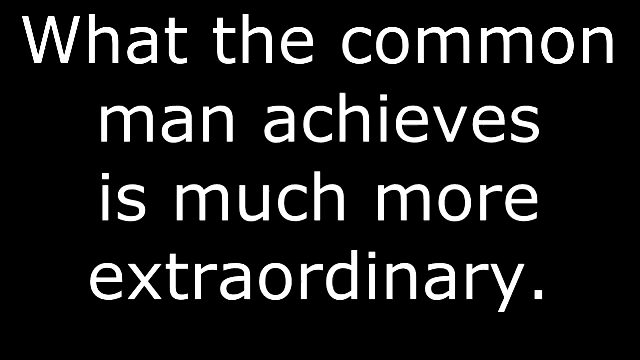 What the common
man achieves
is much more
extraordinary.